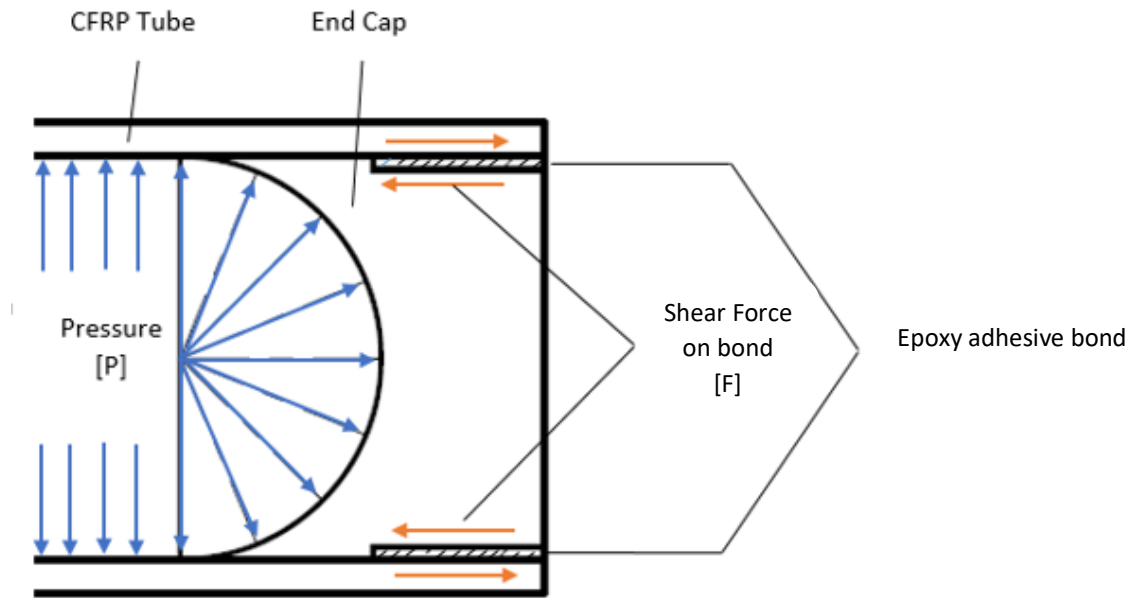 CFRP Tube
End Cap
Pressure
[P]
Shear Force
on bond
[F]
Epoxy adhesive bond